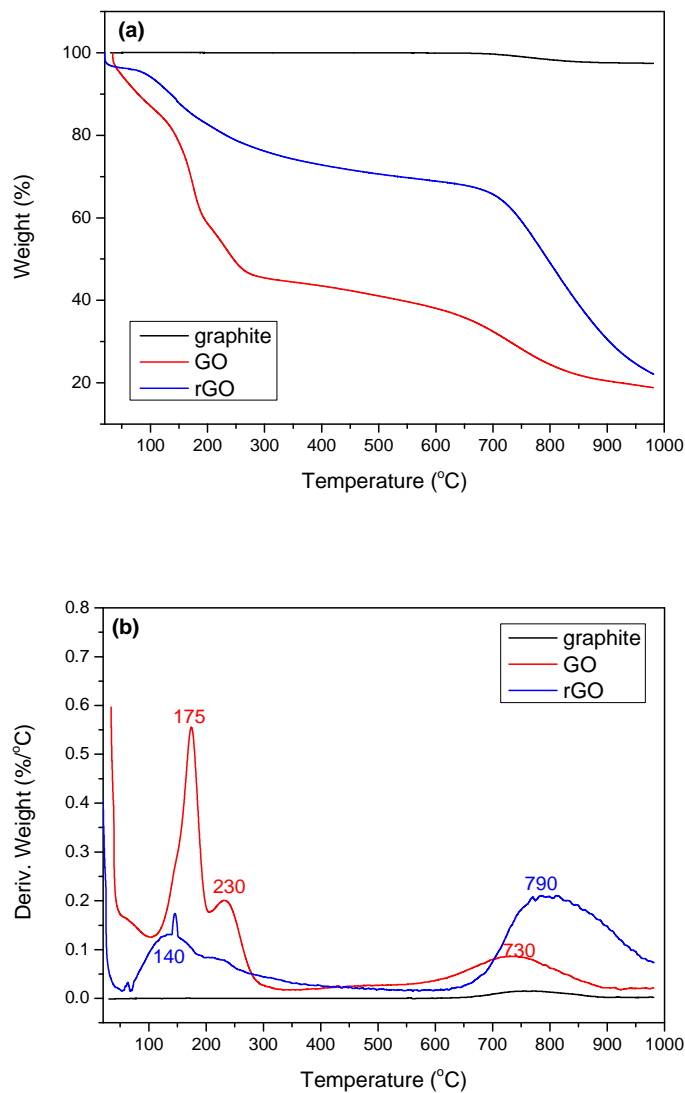 (a)
100
80
60
40
20
Weight (%)
graphite
GO
rGO
100 200 300 400 500 600 700 800 900 1000
Temperature (°C)
(b)
0.8
0.7
0.6
0.5
0.4
0.3
0.2
0.1
0.0
Deriv. Weight (%/°C)
graphite
GO
rGO
175
230
140
790
730
100 200 300 400 500 600 700 800 900 1000
Temperature (°C)